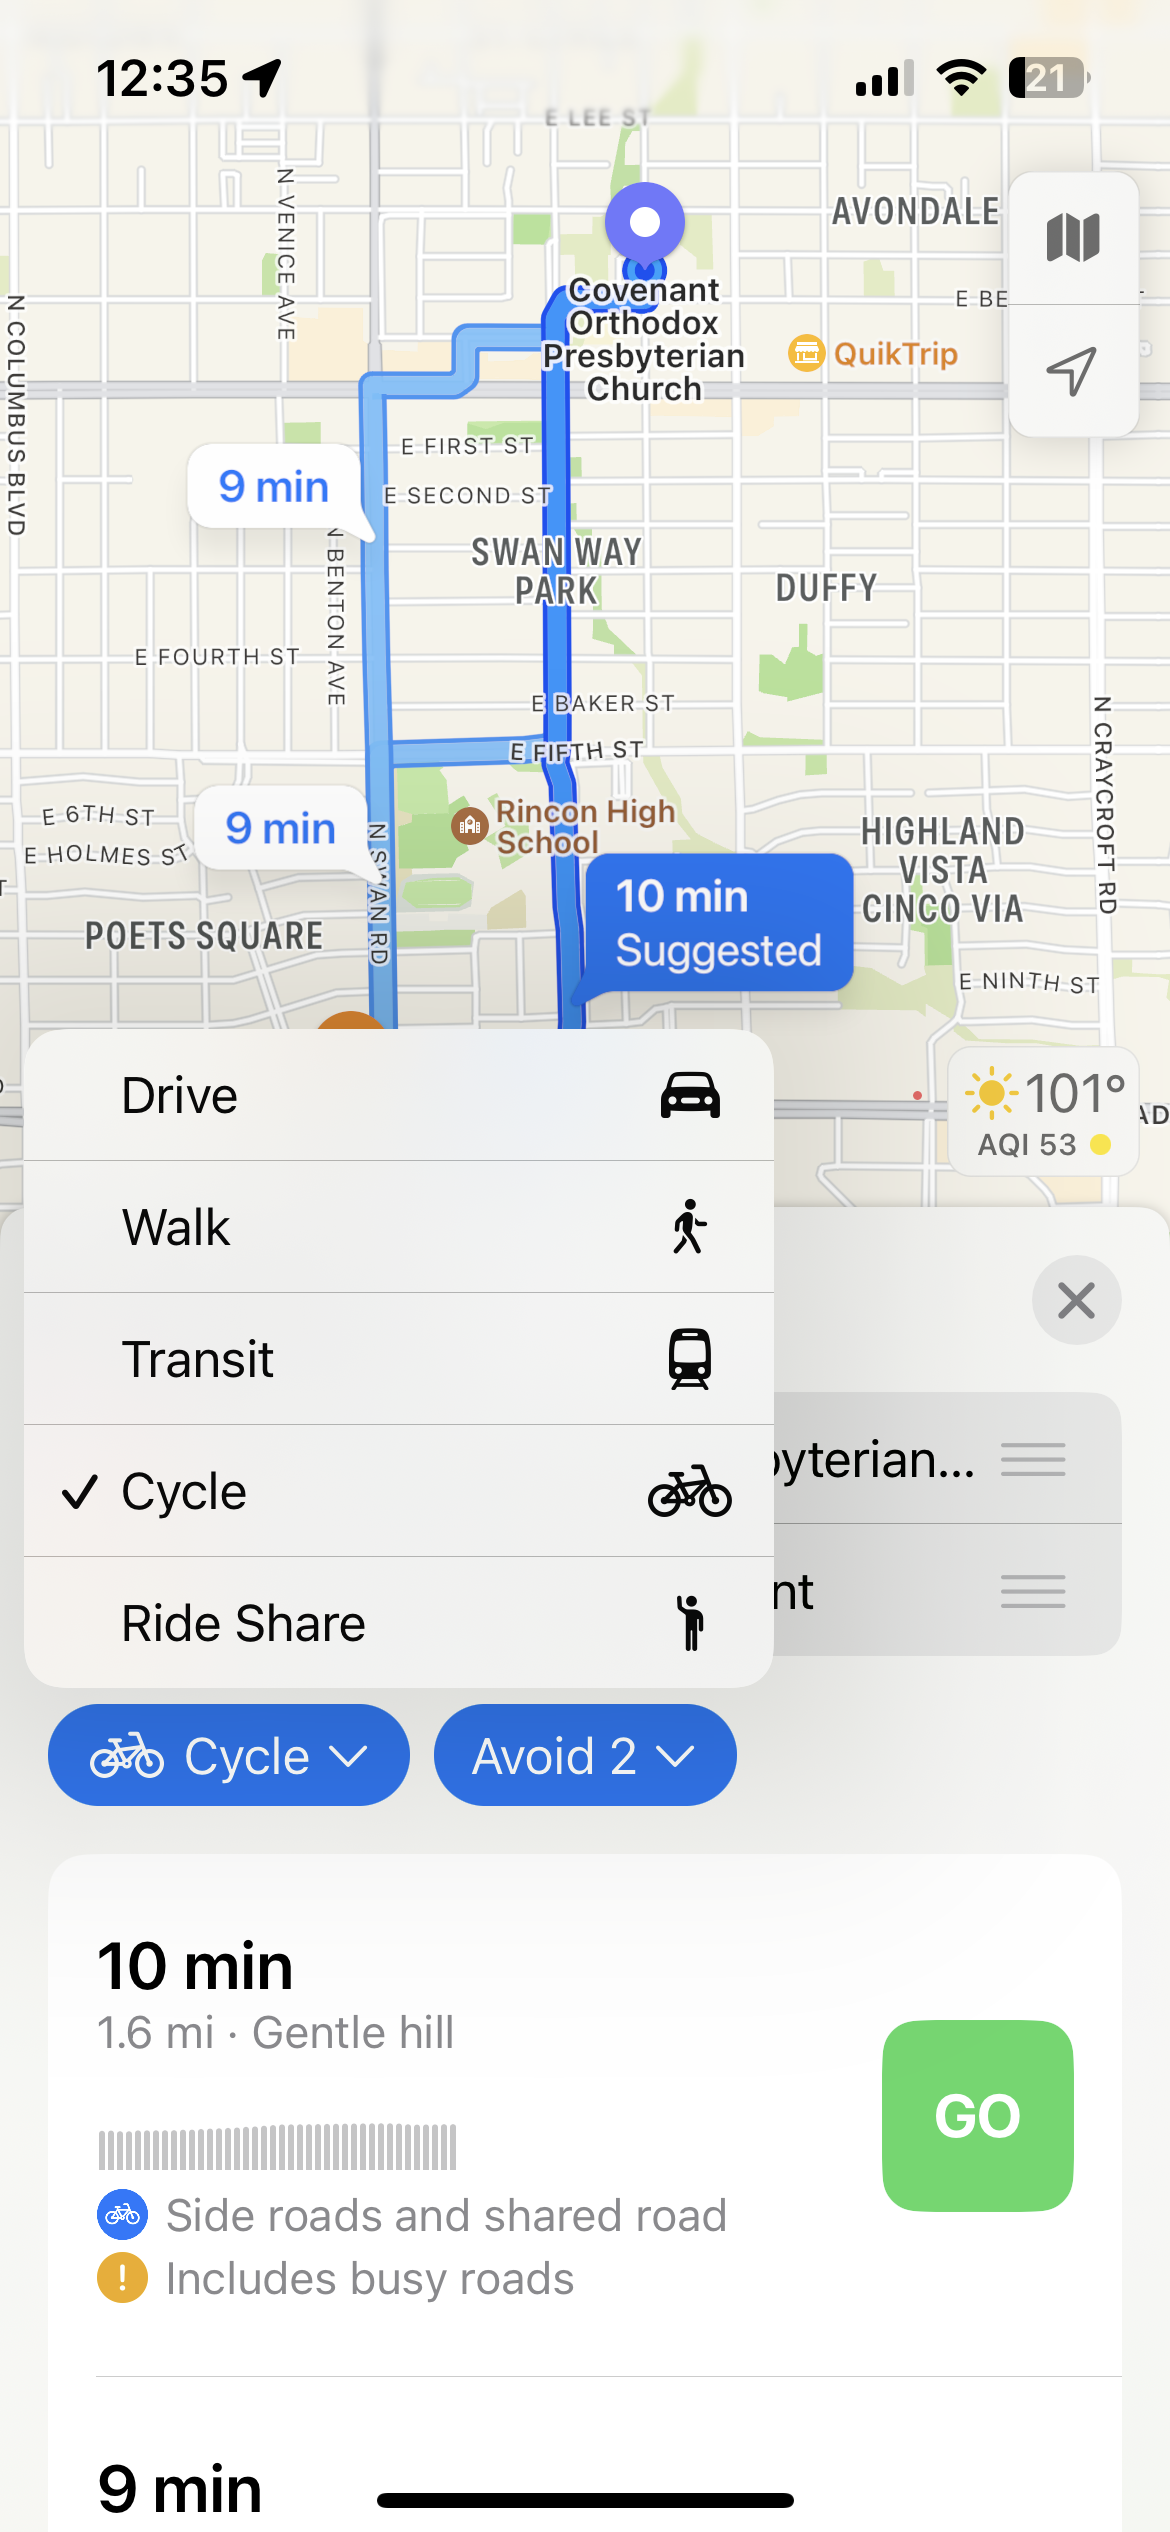 12:35
21
E LEE ST
N VENICE AVE
AVONDALE
N COLUMBUS BLVD
E BE
Covenant
Orthodox
Presbyterian
Church
QuikTrip
E FIRST ST
9 min
E SECOND ST
N BENTON AVE
SWAN WAY
PARK
DUFFY
E FOURTH ST
E BAKER ST
N CRAYCROFT RD
E FIFTH ST
E 6TH ST
9 min
Rincon High
School
E HOLMES ST
N SWAN RD
HIGHLAND
VISTA
CINCO VIA
10 min
Suggested
POETS SQUARE
E NINTH ST
101°
AD
AQI 53
Drive
Walk
Transit
Cycle
Ride Share
byterian...
nt
Cycle
Avoid 2
10 min
1.6 mi · Gentle hill
GO
Side roads and shared road
Includes busy roads
9 min